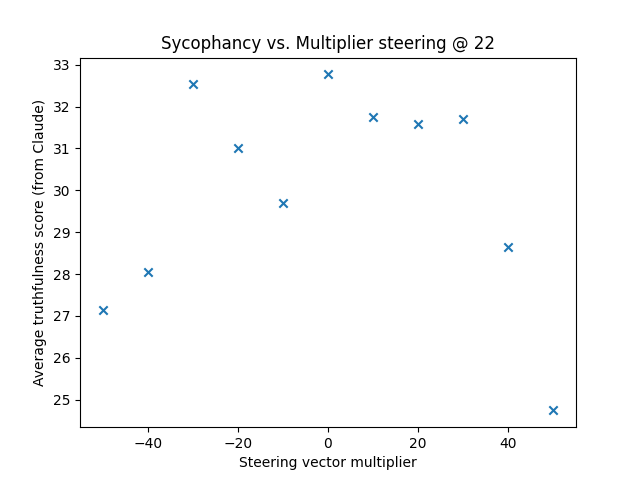 Sycophancy vs. Multiplier steering @ 22
Average truthfulness score (from Claude)
33
32
31
30
29
28
27
26
25
−40 −20 0 20 40
Steering vector multiplier